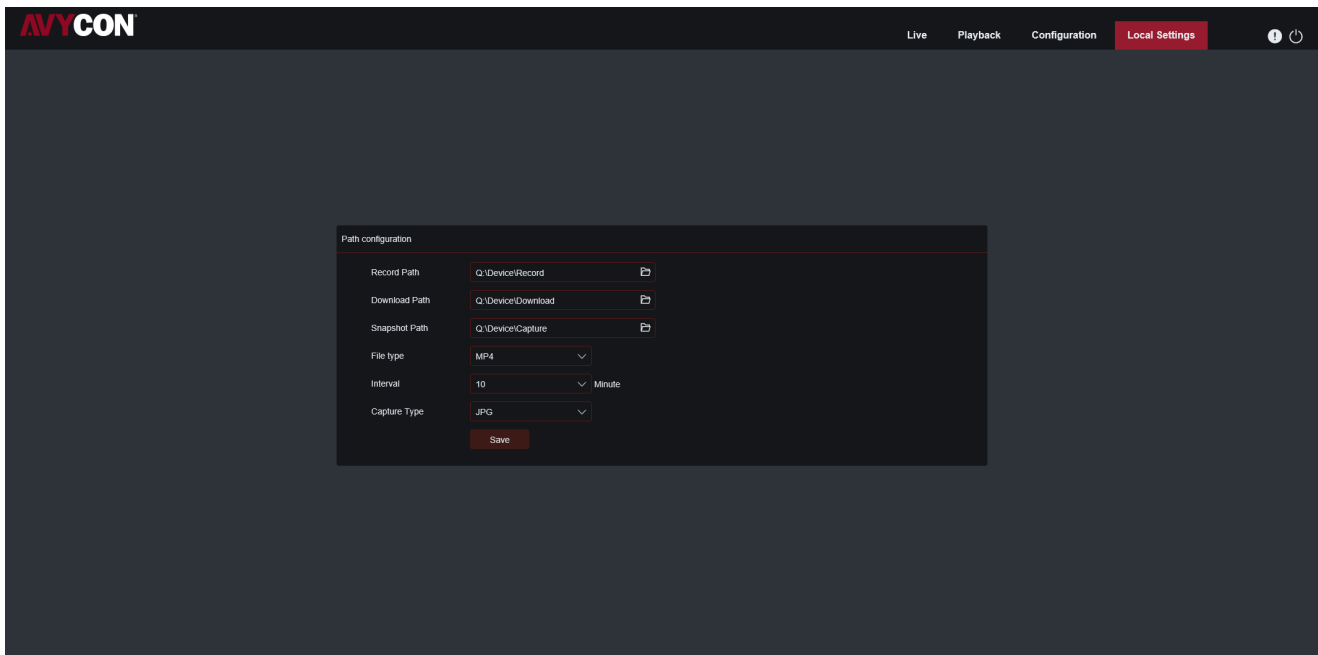 AVYCON
Live Playback Configuration Local Settings
Path configuration
Record Path Q:\Device\Record
Download Path Q:\Device\Download
Snapshot Path Q:\Device\Capture
File type MP4
Interval 10 Minute
Capture Type JPG
Save